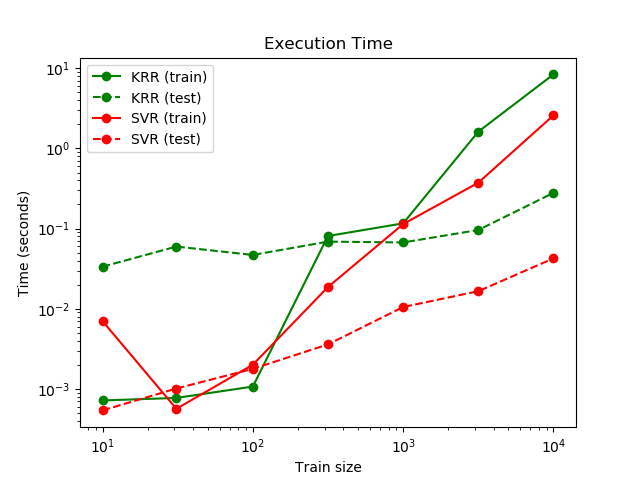 Execution Time
KRR (train)
KRR (test)
SVR (train)
SVR (test)
Time (seconds)
10^1
10^0
10^-1
10^-2
10^-3
10^1
10^2
10^3
10^4
Train size